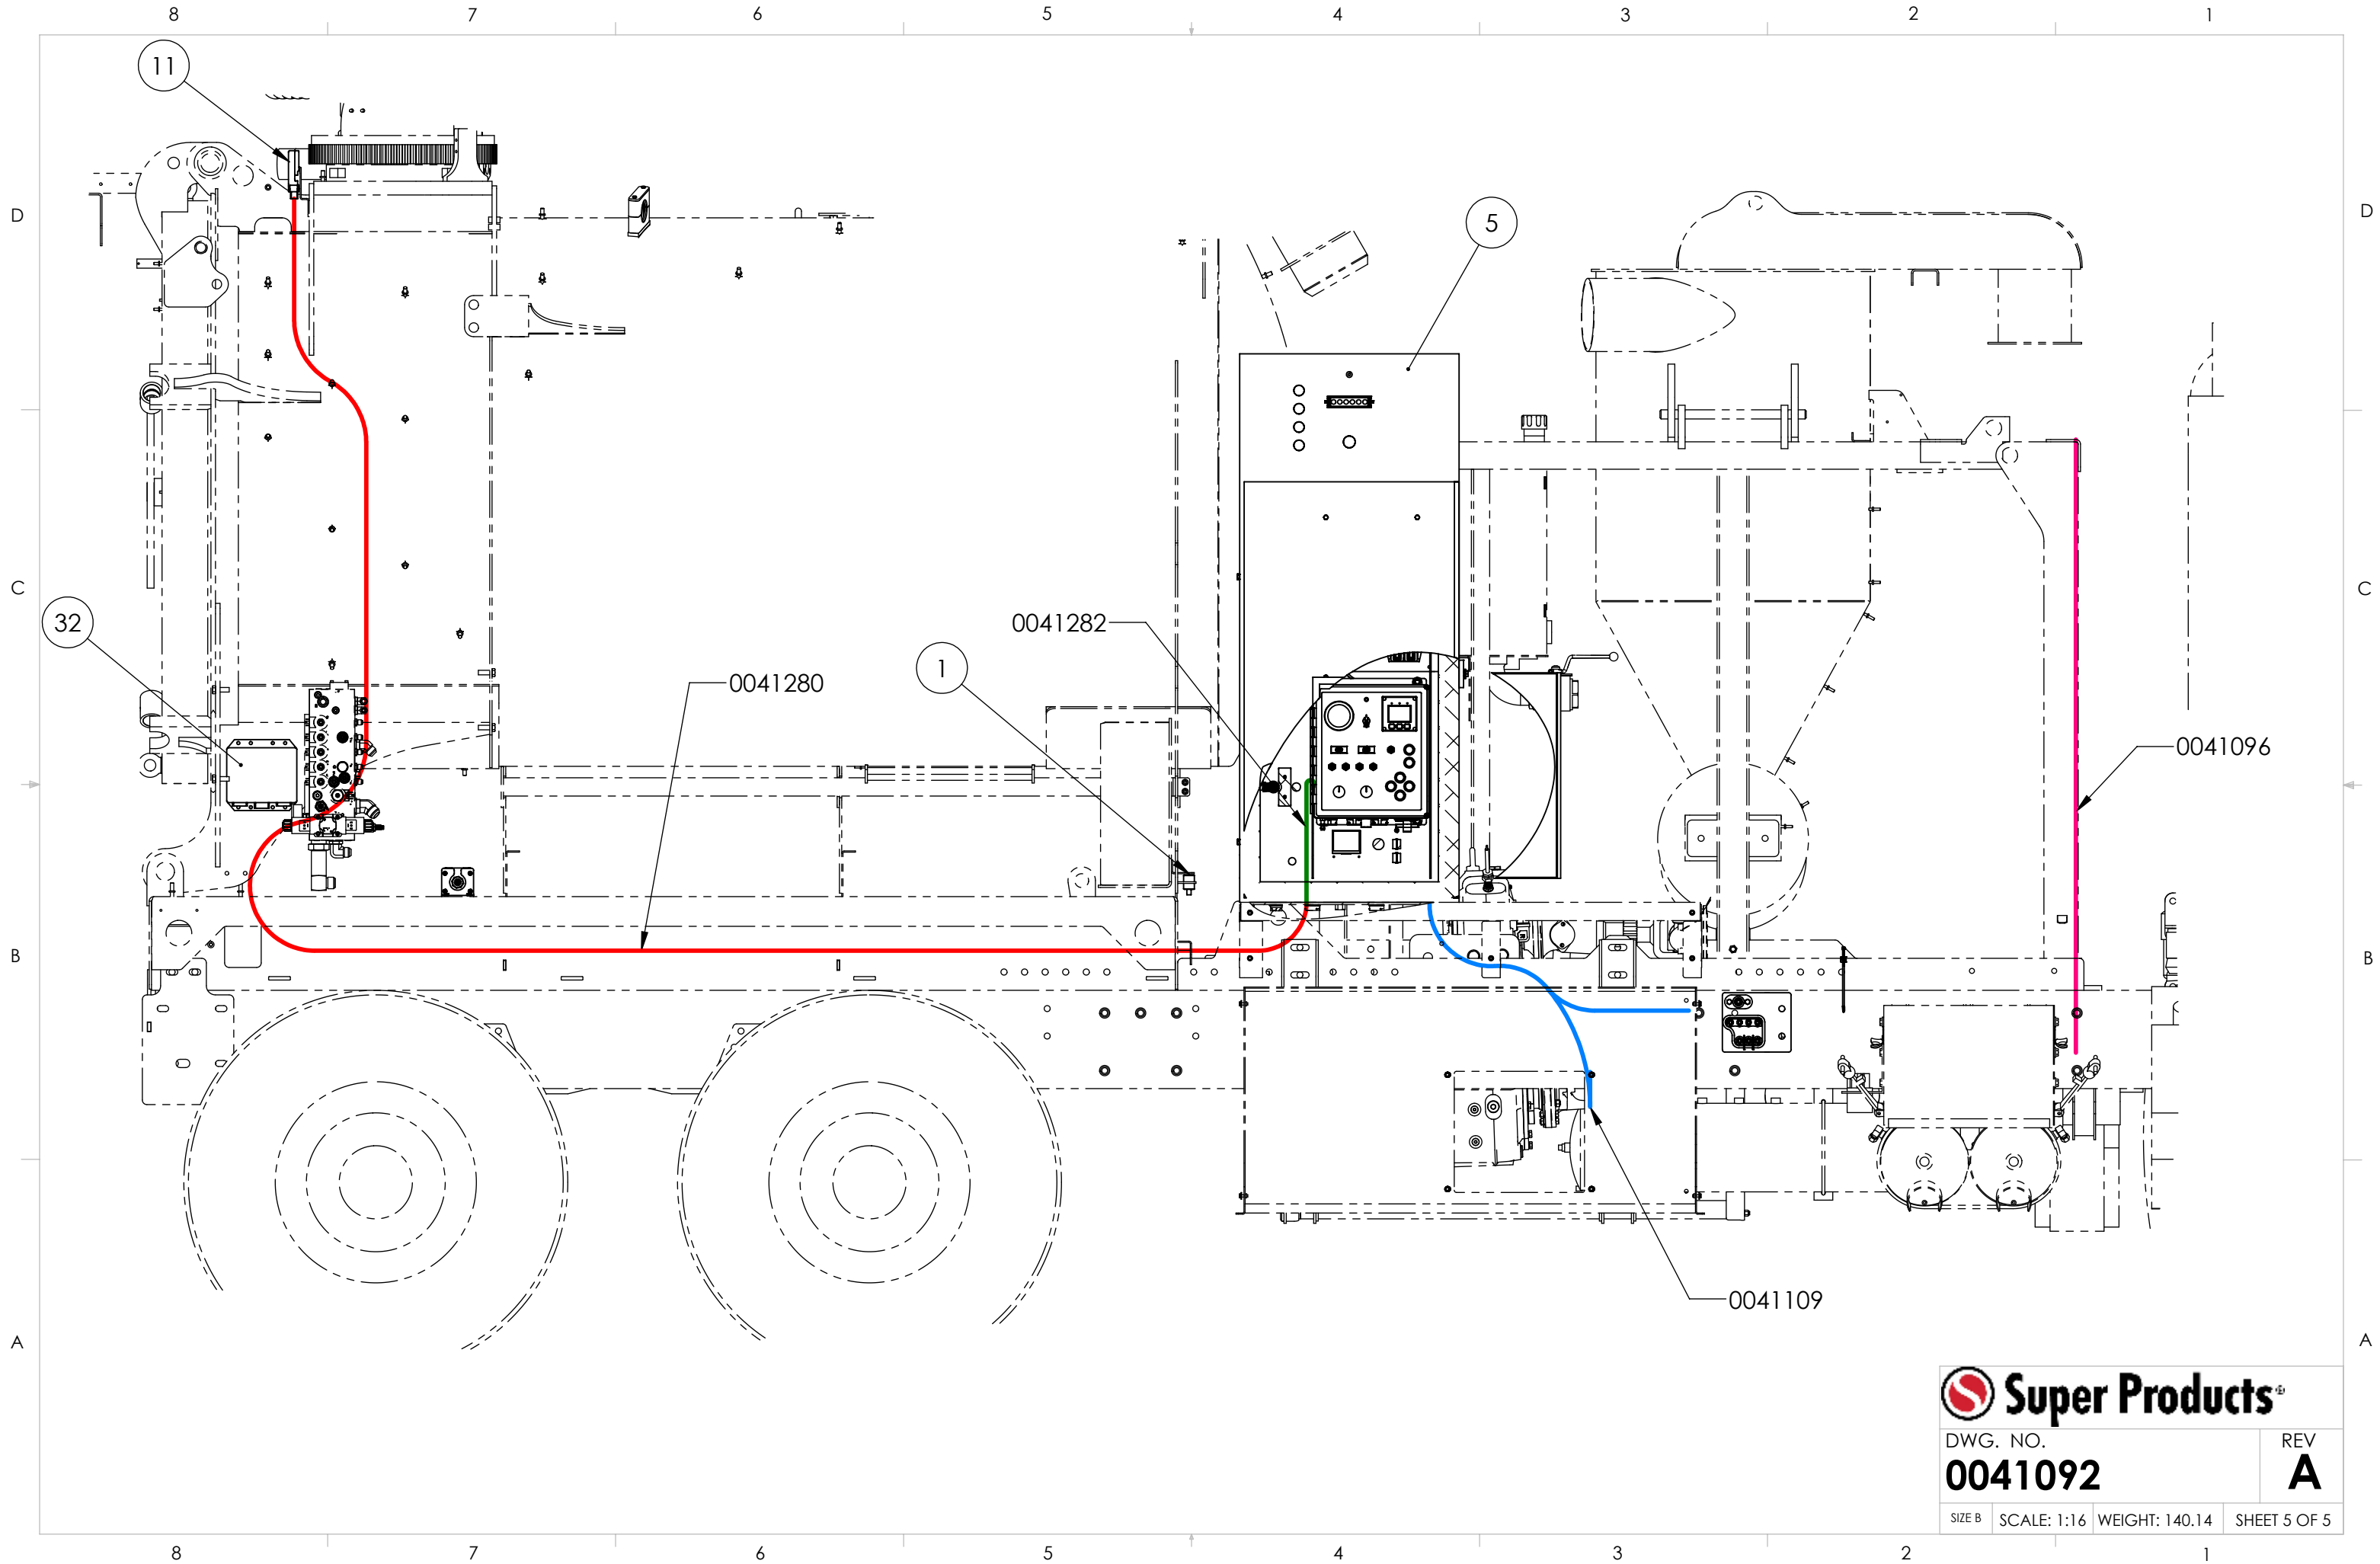 8 7 6 5 4 3 2 1
11
D D
5
C C
32
0041282
1
0041280
0041096
B B
0041109
A A
Super Products®
DWG. NO. REV
0041092 A
SIZE B SCALE: 1:16 WEIGHT: 140.14 SHEET 5 OF 5
8 7 6 5 4 3 2 1